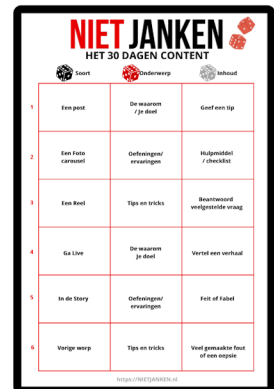 NIET JANKEN
HET 30 DAGEN CONTENT
Soort Onderwerp Inhoud
1 Een post De waarom / Je doel Geef een tip
2 Een Foto carousel Oefeningen/ ervaringen Hulpmiddel / checklist
3 Een Reel Tips en tricks Beantwoord veelgestelde vraag
4 Ga Live De waarom Je doel Vertel een verhaal
5 In de Story Oefeningen/ ervaringen Feit of Fabel
6 Vorige worp Tips en tricks Veel gemaakte fout of een oepsie
https://NIETJANKEN.nl